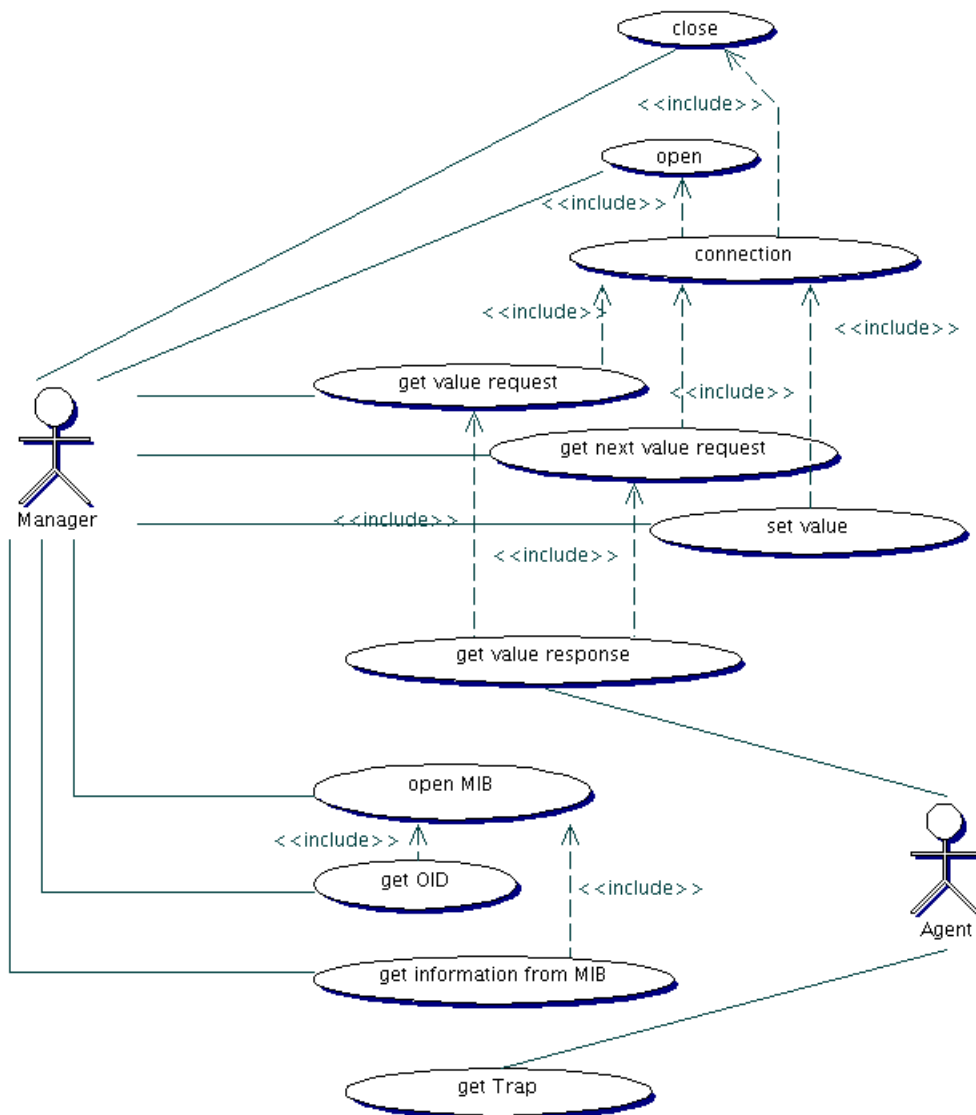 close
<<include>>
open
<<include>>
connection
<<include>>
<<include>>
get value request
<<include>>
get next value request
Manager
<<include>>
set value
<<include>>
get value response
open MIB
<<include>>
get OID
<<include>>
Agent
get information from MIB
get Trap